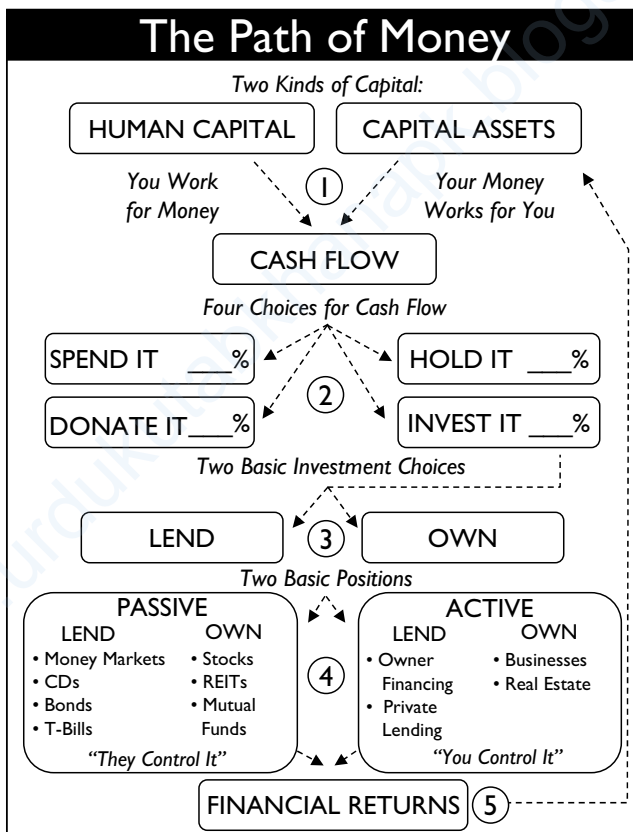 The Path of Money
Two Kinds of Capital:
HUMAN CAPITAL
CAPITAL ASSETS
You Work
for Money
1
Your Money
Works for You
CASH FLOW
Four Choices for Cash Flow
SPEND IT ___%
HOLD IT ___%
2
DONATE IT ___%
INVEST IT ___%
Two Basic Investment Choices
LEND
3
OWN
Two Basic Positions
PASSIVE
LEND
• Money Markets
• CDs
• Bonds
• T-Bills
OWN
• Stocks
• REITs
• Mutual
Funds
"They Control It"
4
ACTIVE
LEND
• Owner
Financing
• Private
Lending
OWN
• Businesses
• Real Estate
"You Control It"
FINANCIAL RETURNS
5